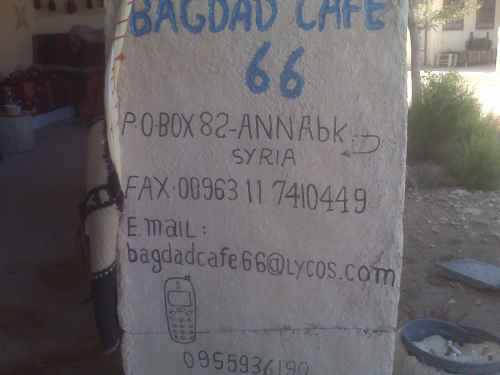 BAGDAD CAFE
66
P.O.BOX 82-ANNAbK
SYRIA
FAX.00963 11 7410449
E.maiL:
bagdadcafe66@LYCOS.com
0955936190